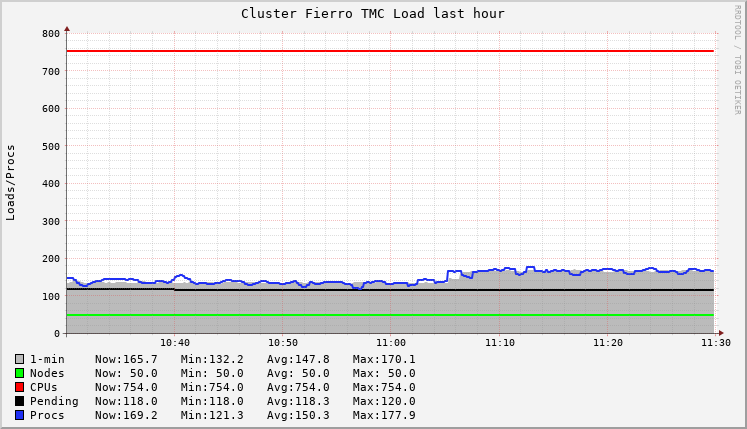 Cluster Fierro TMC Load last hour
RRDTOOL / TOBI OETIKER
Loads/Procs
800
700
600
500
400
300
200
100
0
10:40 10:50 11:00 11:10 11:20 11:30
1-min Now:165.7 Min:132.2 Avg:147.8 Max:170.1
Nodes Now: 50.0 Min: 50.0 Avg: 50.0 Max: 50.0
CPUs Now:754.0 Min:754.0 Avg:754.0 Max:754.0
Pending Now:118.0 Min:118.0 Avg:118.3 Max:120.0
Procs Now:169.2 Min:121.3 Avg:150.3 Max:177.9